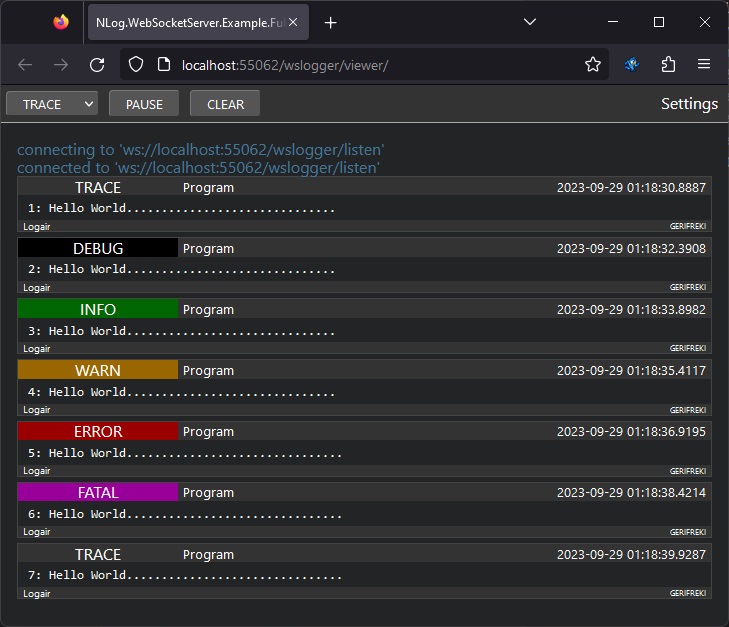 NLog.WebSocketServer.Example.Ful
localhost:55062/wslogger/viewer/
TRACE PAUSE CLEAR Settings
connecting to 'ws://localhost:55062/wslogger/listen'
connected to 'ws://localhost:55062/wslogger/listen'
TRACE Program 2023-09-29 01:18:30.8887
1: Hello World..............................
Logair GERIFREKI
DEBUG Program 2023-09-29 01:18:32.3908
2: Hello World..............................
Logair GERIFREKI
INFO Program 2023-09-29 01:18:33.8982
3: Hello World..............................
Logair GERIFREKI
WARN Program 2023-09-29 01:18:35.4117
4: Hello World..............................
Logair GERIFREKI
ERROR Program 2023-09-29 01:18:36.9195
5: Hello World...............................
Logair GERIFREKI
FATAL Program 2023-09-29 01:18:38.4214
6: Hello World...............................
Logair GERIFREKI
TRACE Program 2023-09-29 01:18:39.9287
7: Hello World...............................
Logair GERIFREKI